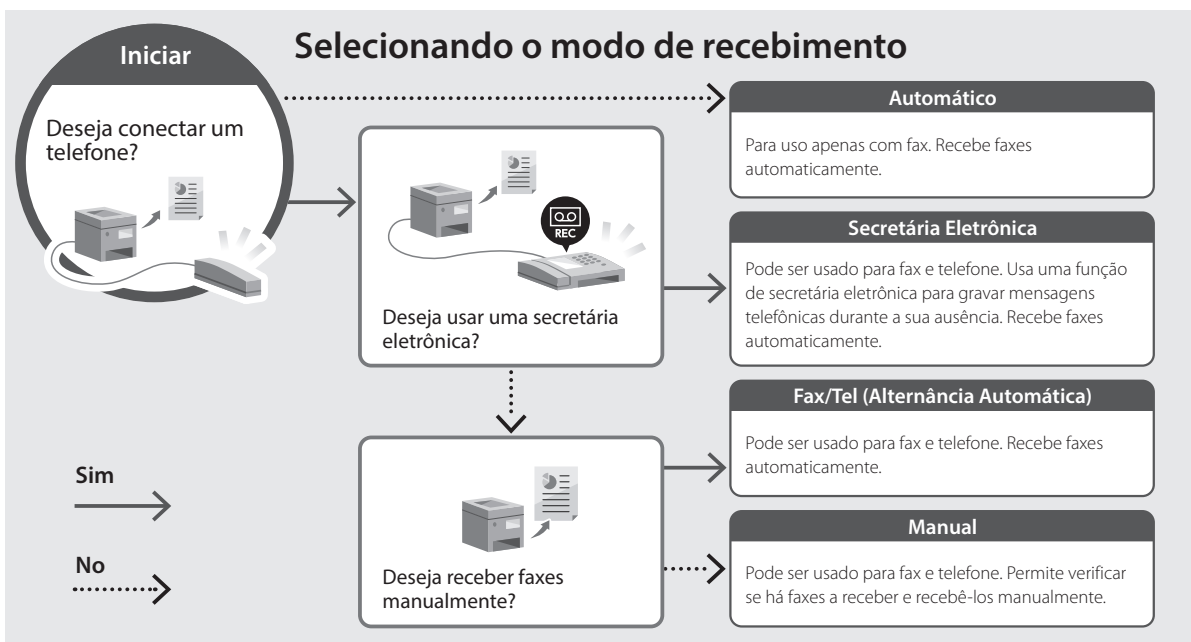 Selecionando o modo de recebimento
Iniciar
Deseja conectar um
telefone?
REC
Deseja usar uma secretária
eletrônica?
Deseja receber faxes
manualmente?
Automático
Para uso apenas com fax. Recebe faxes
automaticamente.
Secretária Eletrônica
Pode ser usado para fax e telefone. Usa uma função
de secretária eletrônica para gravar mensagens
telefônicas durante a sua ausência. Recebe faxes
automaticamente.
Fax/Tel (Alternância Automática)
Pode ser usado para fax e telefone. Recebe faxes
automaticamente.
Manual
Pode ser usado para fax e telefone. Permite verificar
se há faxes a receber e recebê-los manualmente.
Sim
No